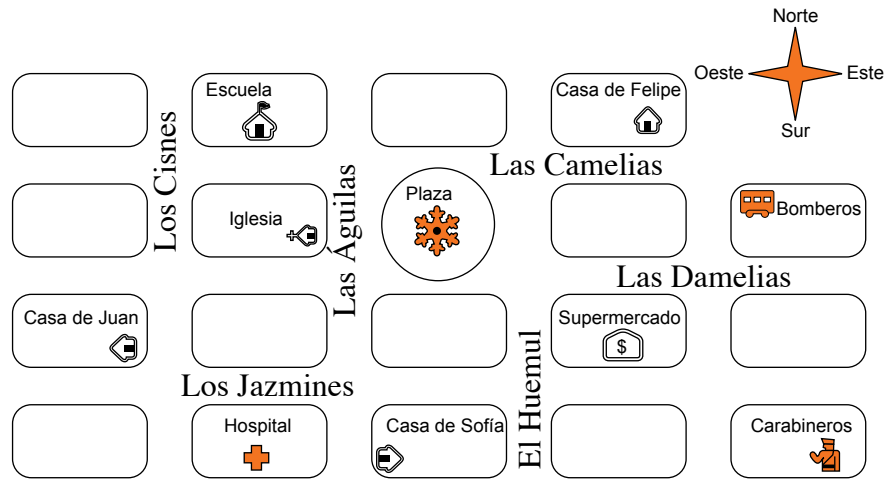 Norte
Oeste
Este
Sur
Escuela
Casa de Felipe
Los Cisnes
Las Camelias
Iglesia
Las Águilas
Plaza
Bomberos
Las Damelias
Casa de Juan
Supermercado
$
Los Jazmines
El Huemul
Hospital
Casa de Sofía
Carabineros